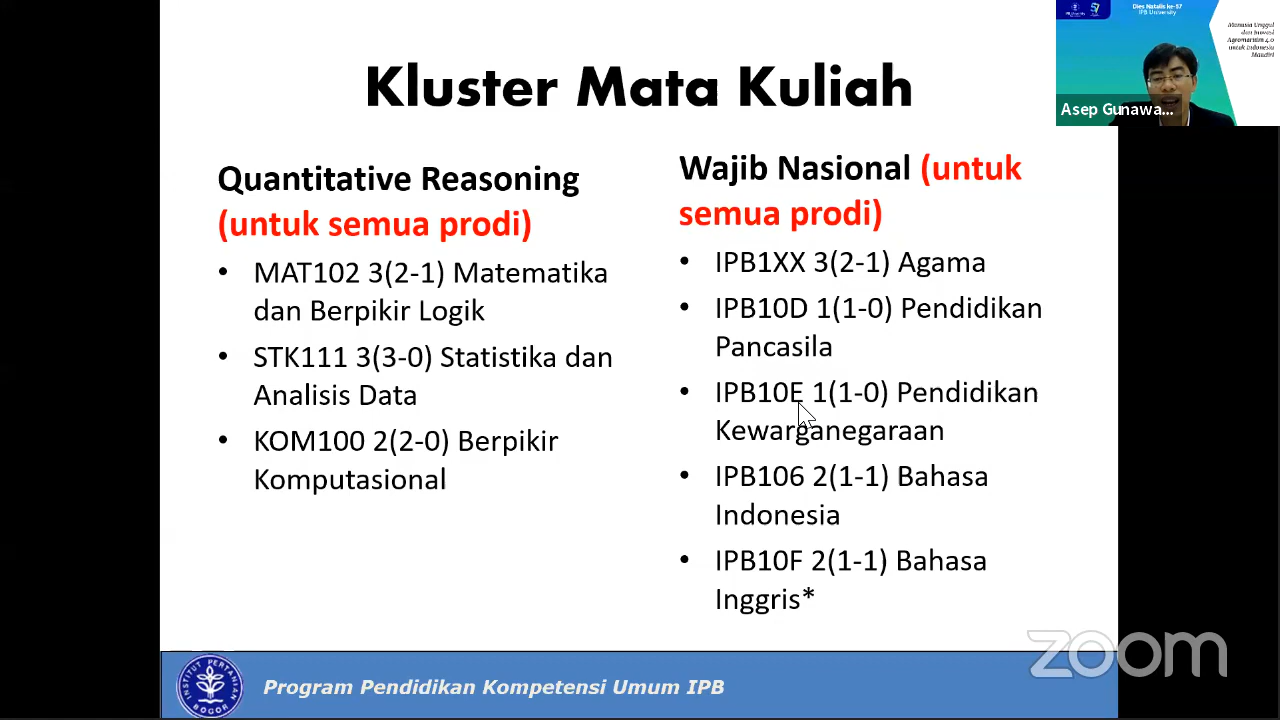 Kluster Mata Kuliah
Quantitative Reasoning
(untuk semua prodi)
• MAT102 3(2-1) Matematika
dan Berpikir Logik
• STK111 3(3-0) Statistika dan
Analisis Data
• KOM100 2(2-0) Berpikir
Komputasional
Wajib Nasional (untuk
semua prodi)
• IPB1XX 3(2-1) Agama
• IPB10D 1(1-0) Pendidikan
Pancasila
• IPB10E 1(1-0) Pendidikan
Kewarganegaraan
• IPB106 2(1-1) Bahasa
Indonesia
• IPB10F 2(1-1) Bahasa
Inggris*
Dies Natalis ke-57
IPB University
Manusia Unggul
dan Inovasi
Agromaritim 4.0
untuk Indonesia
Maudiri
Asep Gunawa...
zoom
INSTITUT PERTANIAN
BOGOR
Program Pendidikan Kompetensi Umum IPB